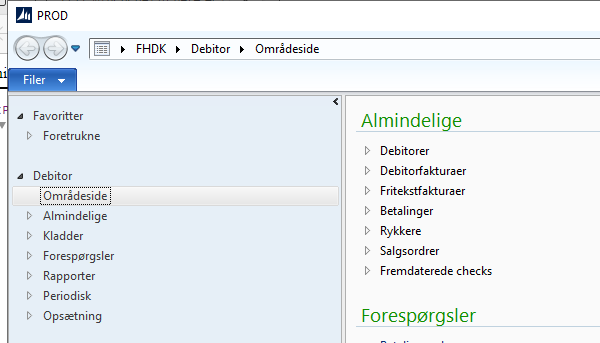 PROD
FHDK Debitor Områdeside
Filer
Favoritter
Foretrukne
Debitor
Områdeside
Almindelige
Kladder
Forespørgsler
Rapporter
Periodisk
Opsætning
Almindelige
Debitorer
Debitorfakturaer
Fritekstfakturaer
Betalinger
Rykkere
Salgsordrer
Fremdaterede checks
Forespørgsler